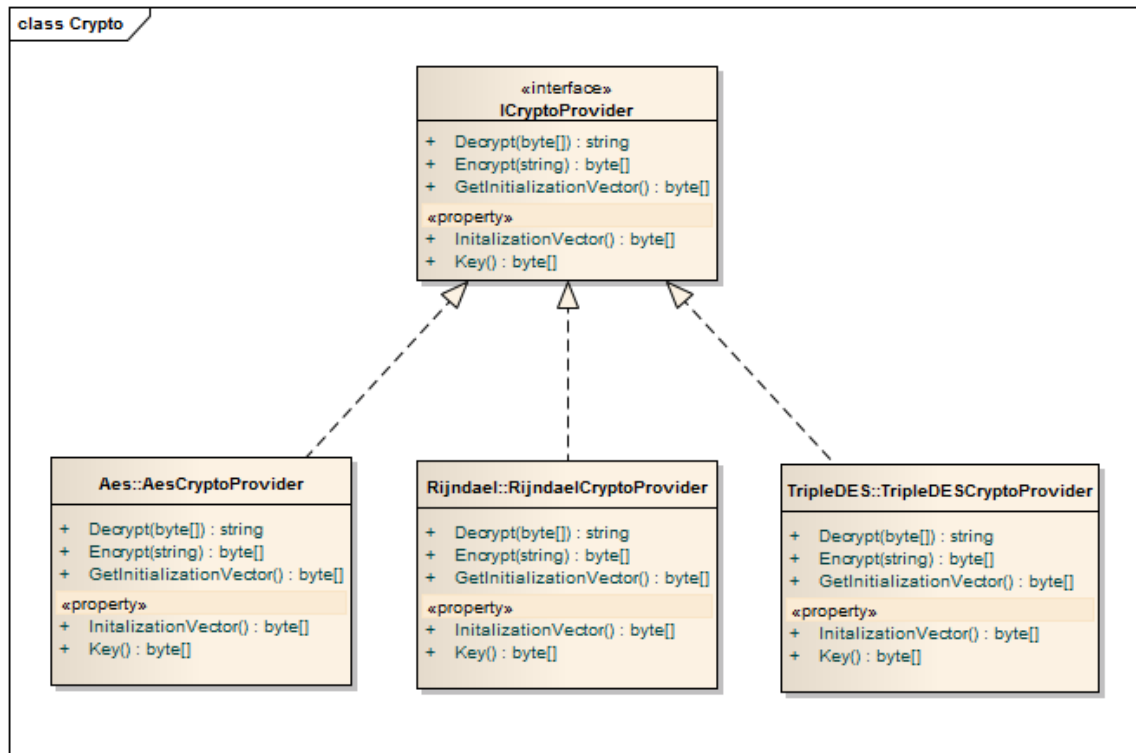 class Crypto
«interface»
ICryptoProvider
+ Decrypt(byte[]) : string
+ Encrypt(string) : byte[]
+ GetInitializationVector() : byte[]
«property»
+ InitalizationVector() : byte[]
+ Key() : byte[]
Aes::AesCryptoProvider
+ Decrypt(byte[]) : string
+ Encrypt(string) : byte[]
+ GetInitializationVector() : byte[]
«property»
+ InitalizationVector() : byte[]
+ Key() : byte[]
Rijndael::RijndaelCryptoProvider
+ Decrypt(byte[]) : string
+ Encrypt(string) : byte[]
+ GetInitializationVector() : byte[]
«property»
+ InitalizationVector() : byte[]
+ Key() : byte[]
TripleDES::TripleDESCryptoProvider
+ Decrypt(byte[]) : string
+ Encrypt(string) : byte[]
+ GetInitializationVector() : byte[]
«property»
+ InitalizationVector() : byte[]
+ Key() : byte[]